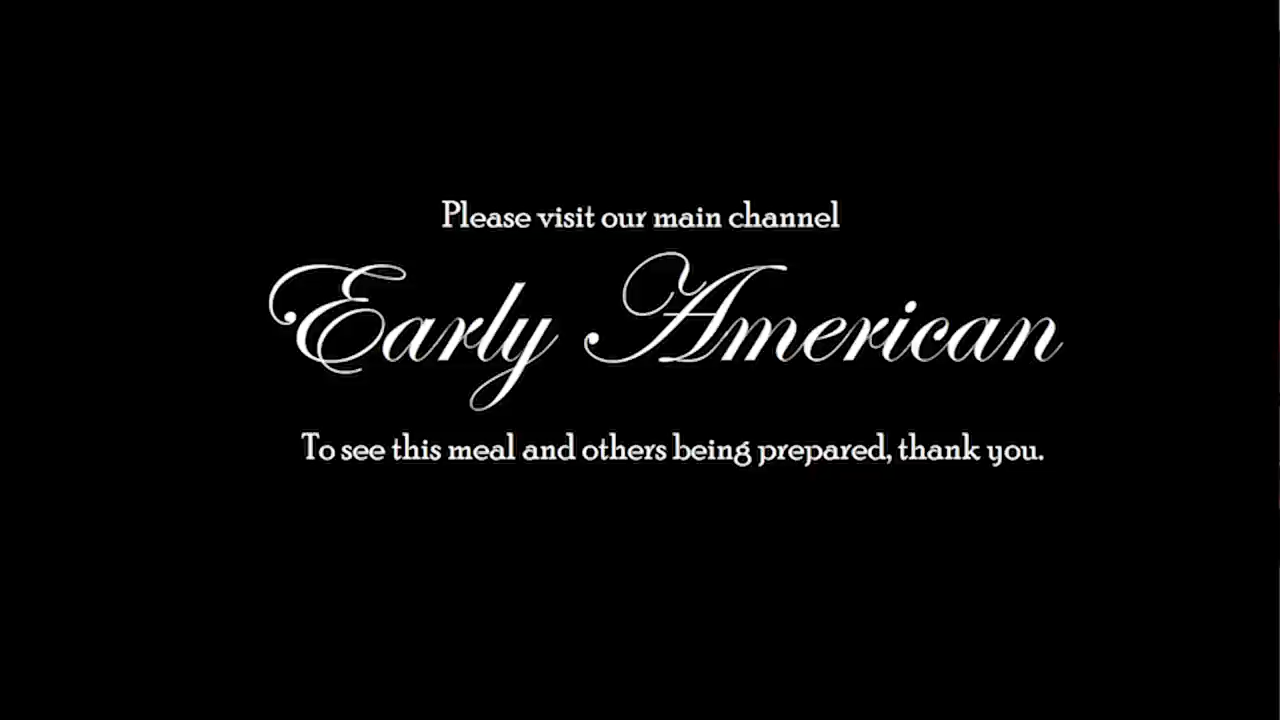 Please visit our main channel
Early American
To see this meal and others being prepared, thank you.